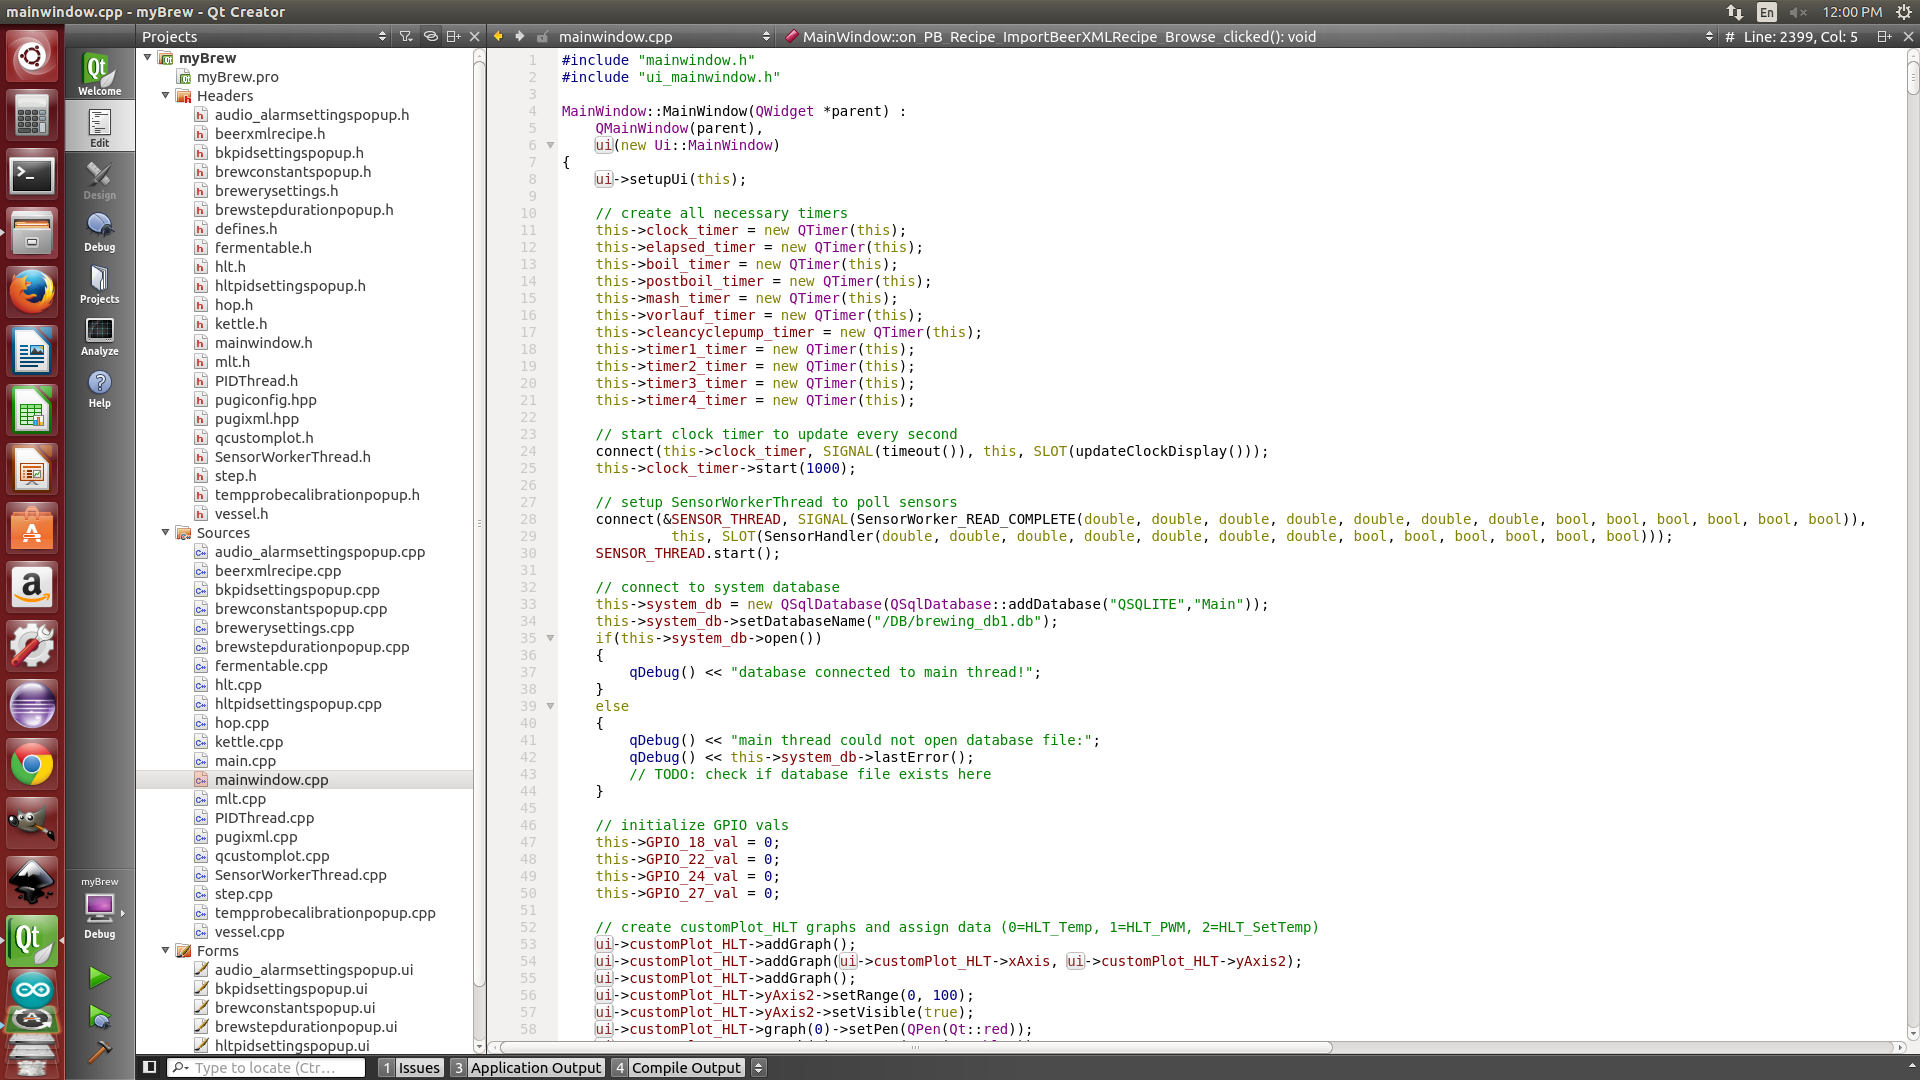 mainwindow.cpp - myBrew - Qt Creator
En
12:00 PM
Projects
mainwindow.cpp
MainWindow::on_PB_Recipe_ImportBeerXMLRecipe_Browse_clicked(): void
# Line: 2399, Col: 5
Welcome
Edit
Design
Debug
Projects
Analyze
Help
myBrew
Debug
myBrew
myBrew.pro
Headers
audio_alarmsettingspopup.h
beerxmlrecipe.h
bkpidsettingspopup.h
brewconstantspopup.h
brewerysettings.h
brewstepdurationpopup.h
defines.h
fermentable.h
hlt.h
hltpidsettingspopup.h
hop.h
kettle.h
mainwindow.h
mlt.h
PIDThread.h
pugiconfig.hpp
pugixml.hpp
qcustomplot.h
SensorWorkerThread.h
step.h
tempprobecalibrationpopup.h
vessel.h
Sources
audio_alarmsettingspopup.cpp
beerxmlrecipe.cpp
bkpidsettingspopup.cpp
brewconstantspopup.cpp
brewerysettings.cpp
brewstepdurationpopup.cpp
fermentable.cpp
hlt.cpp
hltpidsettingspopup.cpp
hop.cpp
kettle.cpp
main.cpp
mainwindow.cpp
mlt.cpp
PIDThread.cpp
pugixml.cpp
qcustomplot.cpp
SensorWorkerThread.cpp
step.cpp
tempprobecalibrationpopup.cpp
vessel.cpp
Forms
audio_alarmsettingspopup.ui
bkpidsettingspopup.ui
brewconstantspopup.ui
brewstepdurationpopup.ui
hltpidsettingspopup.ui
1 #include "mainwindow.h"
2 #include "ui_mainwindow.h"
3
4 MainWindow::MainWindow(QWidget *parent) :
5 QMainWindow(parent),
6 ui(new Ui::MainWindow)
7 {
8 ui->setupUi(this);
9
10 // create all necessary timers
11 this->clock_timer = new QTimer(this);
12 this->elapsed_timer = new QTimer(this);
13 this->boil_timer = new QTimer(this);
14 this->postboil_timer = new QTimer(this);
15 this->mash_timer = new QTimer(this);
16 this->vorlauf_timer = new QTimer(this);
17 this->cleancyclepump_timer = new QTimer(this);
18 this->timer1_timer = new QTimer(this);
19 this->timer2_timer = new QTimer(this);
20 this->timer3_timer = new QTimer(this);
21 this->timer4_timer = new QTimer(this);
22
23 // start clock timer to update every second
24 connect(this->clock_timer, SIGNAL(timeout()), this, SLOT(updateClockDisplay()));
25 this->clock_timer->start(1000);
26
27 // setup SensorWorkerThread to poll sensors
28 connect(&SENSOR_THREAD, SIGNAL(SensorWorker_READ_COMPLETE(double, double, double, double, double, double, double, bool, bool, bool, bool, bool, bool)),
29 this, SLOT(SensorHandler(double, double, double, double, double, double, double, bool, bool, bool, bool, bool, bool)));
30 SENSOR_THREAD.start();
31
32 // connect to system database
33 this->system_db = new QSqlDatabase(QSqlDatabase::addDatabase("QSQLITE","Main"));
34 this->system_db->setDatabaseName("/DB/brewing_db1.db");
35 if(this->system_db->open())
36 {
37 qDebug() << "database connected to main thread!";
38 }
39 else
40 {
41 qDebug() << "main thread could not open database file:";
42 qDebug() << this->system_db->lastError();
43 // TODO: check if database file exists here
44 }
45
46 // initialize GPIO vals
47 this->GPIO_18_val = 0;
48 this->GPIO_22_val = 0;
49 this->GPIO_24_val = 0;
50 this->GPIO_27_val = 0;
51
52 // create customPlot_HLT graphs and assign data (0=HLT_Temp, 1=HLT_PWM, 2=HLT_SetTemp)
53 ui->customPlot_HLT->addGraph();
54 ui->customPlot_HLT->addGraph(ui->customPlot_HLT->xAxis, ui->customPlot_HLT->yAxis2);
55 ui->customPlot_HLT->addGraph();
56 ui->customPlot_HLT->yAxis2->setRange(0, 100);
57 ui->customPlot_HLT->yAxis2->setVisible(true);
58 ui->customPlot_HLT->graph(0)->setPen(QPen(Qt::red));
Type to locate (Ctr...
1 Issues
3 Application Output
4 Compile Output